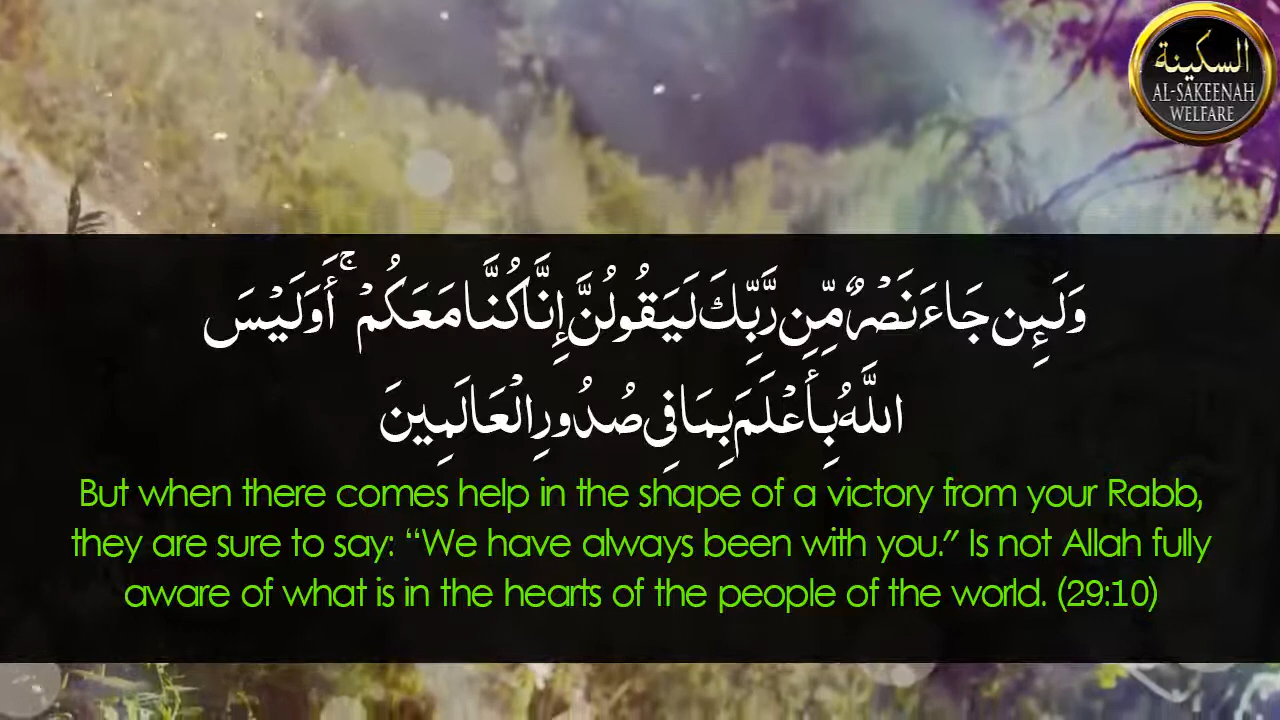 السكينة
AL-SAKEENAH
WELFARE
وَلَئِن جَاءَ نَصْرٌ مِّن رَّبِّكَ لَيَقُولُنَّ إِنَّا كُنَّا مَعَكُمْ ۚ أَوَلَيْسَ
اللَّهُ بِأَعْلَمَ بِمَا فِي صُدُورِ الْعَالَمِينَ
But when there comes help in the shape of a victory from your Rabb,
they are sure to say: “We have always been with you.” Is not Allah fully
aware of what is in the hearts of the people of the world. (29:10)